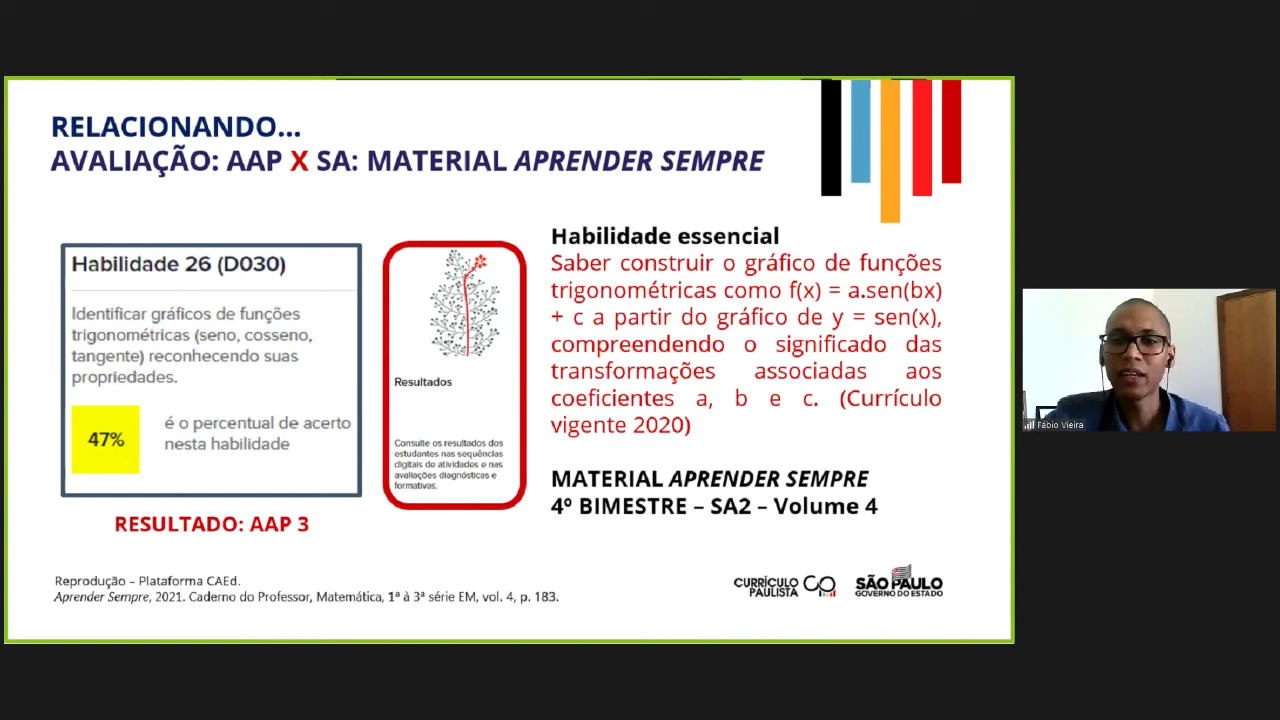 RELACIONANDO...
AVALIAÇÃO: AAP X SA: MATERIAL APRENDER SEMPRE
Habilidade 26 (D030)
Identificar gráficos de funções
trigonométricas (seno, cosseno,
tangente) reconhecendo suas
propriedades.
47%
é o percentual de acerto
nesta habilidade
RESULTADO: AAP 3
Resultados
Consulte os resultados dos
estudantes nas sequências
digitais de atividades e nas
avaliações diagnósticas e
formativas.
Habilidade essencial
Saber construir o gráfico de funções
trigonométricas como f(x) = a.sen(bx)
+ c a partir do gráfico de y = sen(x),
compreendendo o significado das
transformações associadas aos
coeficientes a, b e c. (Currículo
vigente 2020)
MATERIAL APRENDER SEMPRE
4º BIMESTRE – SA2 – Volume 4
Reprodução – Plataforma CAEd.
Aprender Sempre, 2021. Caderno do Professor, Matemática, 1ª à 3ª série EM, vol. 4, p. 183.
CURRÍCULO
PAULISTA
SÃO PAULO
GOVERNO DO ESTADO
Fábio Vieira